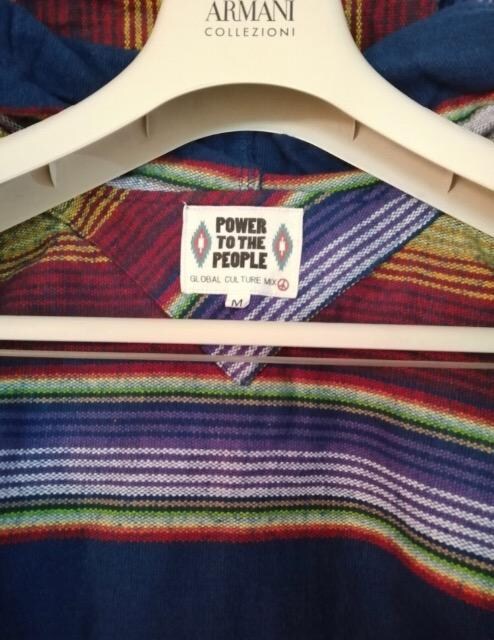 ARMANI
COLLEZIONI
POWER
TO THE
PEOPLE
GLOBAL CULTURE MIX
M